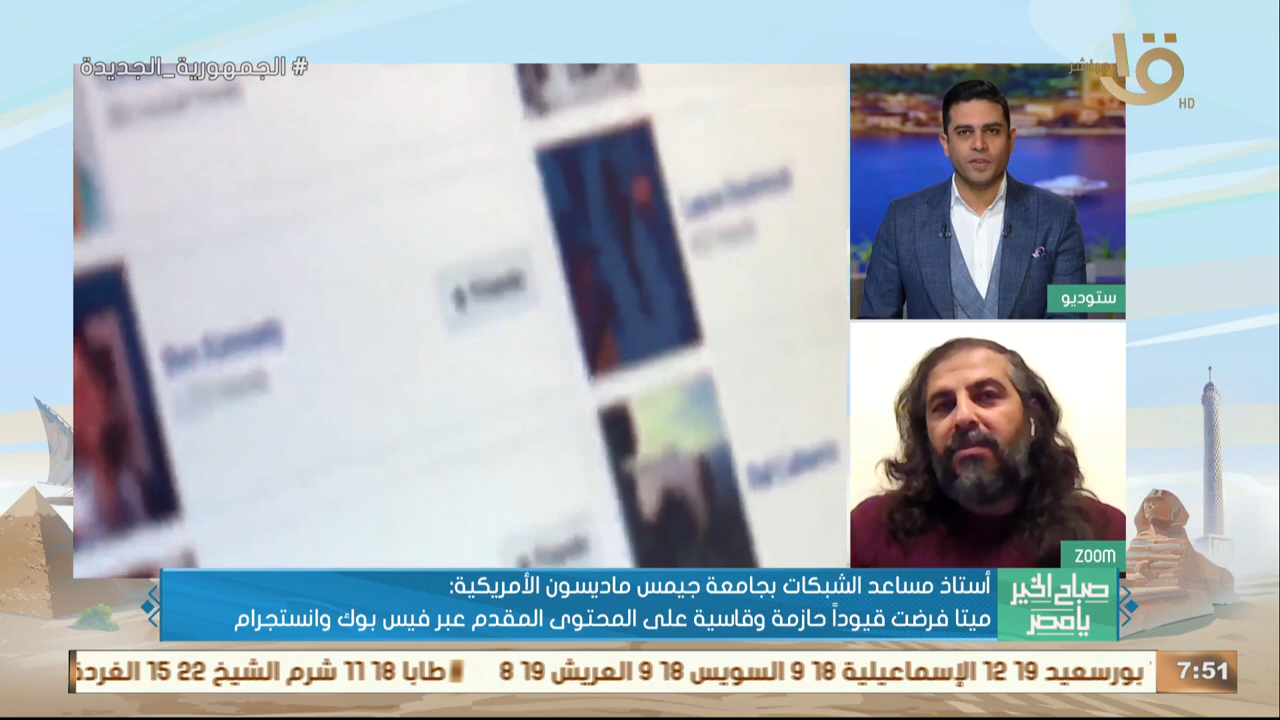 # الجمهورية_الجديدة
مباشر
HD
ستوديو
ZOOM
صباح الخير
يا مصر
أستاذ مساعد الشبكات بجامعة جيمس ماديسون الأمريكية:
ميتا فرضت قيوداً حازمة وقاسية على المحتوى المقدم عبر فيس بوك وانستجرام
7:51
بورسعيد 19 12 الإسماعيلية 18 9 السويس 18 9 العريش 19 8 طابا 18 11 شرم الشيخ 22 15 الغردة